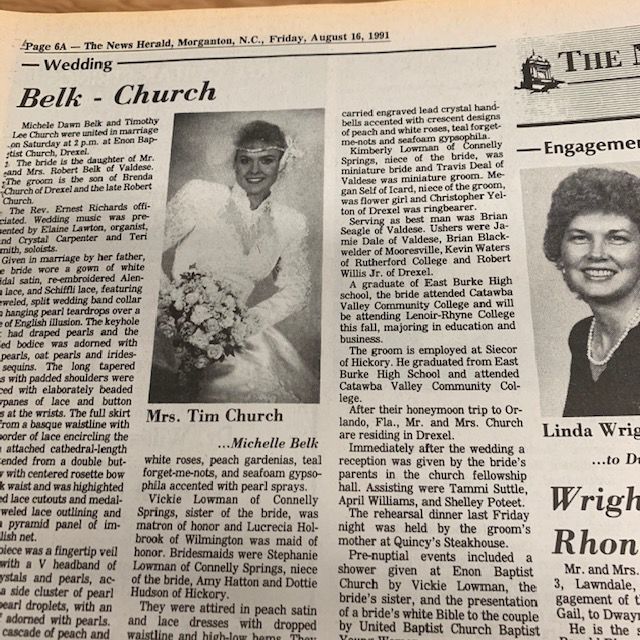 Page 6A — The News Herald, Morganton, N.C., Friday, August 16, 1991
Wedding
Belk - Church
Michele Dawn Belk and Timothy
Lee Church were united in marriage
on Saturday at 2 p.m. at Enon Bap-
tist Church, Drexel.
The bride is the daughter of Mr.
and Mrs. Robert Belk of Valdese.
The groom is the son of Brenda
Church of Drexel and the late Robert
Church.
The Rev. Ernest Richards offi-
ciated. Wedding music was pre-
sented by Elaine Lawton, organist,
and Crystal Carpenter and Teri
mith, soloists.
Given in marriage by her father,
e bride wore a gown of white
idal satin, re-embroidered Alen-
lace, and Schiffli lace, featuring
eweled, split wedding band collar
hanging pearl teardrops over a
e of English illusion. The keyhole
had draped pearls and the
ed bodice was adorned with
pearls, oat pearls and irides-
sequins. The long tapered
s with padded shoulders were
ced with elaborately beaded
panes of lace and button
s at the wrists. The full skirt
from a basque waistline with
order of lace encircling the
attached cathedral-length
tended from a double but-
y with centered rosette bow
k waist and was highlighted
ed lace cutouts and medal-
weled lace outlining and
a pyramid panel of im-
lish net.
piece was a fingertip veil
with a V headband of
ystals and pearls, ac-
a side cluster of pearl
pearl droplets, with an
adorned with pearls.
cascade of peach and
Mrs. Tim Church
...Michelle Belk
white roses, peach gardenias, teal
forget-me-nots, and seafoam gypso-
phila accented with pearl sprays.
Vickie Lowman of Connelly
Springs, sister of the bride, was
matron of honor and Lucrecia Hol-
brook of Wilmington was maid of
honor. Bridesmaids were Stephanie
Lowman of Connelly Springs, niece
of the bride, Amy Hatton and Dottie
Hudson of Hickory.
They were attired in peach satin
and lace dresses with dropped
waistline and high-low hems. They
carried engraved lead crystal hand-
bells accented with crescent designs
of peach and white roses, teal forget-
me-nots and seafoam gypsophila.
Kimberly Lowman of Connelly
Springs, niece of the bride, was
miniature bride and Travis Deal of
Valdese was miniature groom. Me-
gan Self of Icard, niece of the groom,
was flower girl and Christopher Yel-
ton of Drexel was ringbearer.
Serving as best man was Brian
Seagle of Valdese. Ushers were Ja-
mie Dale of Valdese, Brian Black-
welder of Mooresville, Kevin Waters
of Rutherford College and Robert
Willis Jr. of Drexel.
A graduate of East Burke High
school, the bride attended Catawba
Valley Community College and will
be attending Lenoir-Rhyne College
this fall, majoring in education and
business.
The groom is employed at Siecor
of Hickory. He graduated from East
Burke High School and attended
Catawba Valley Community Col-
lege.
After their honeymoon trip to Or-
lando, Fla., Mr. and Mrs. Church
are residing in Drexel.
Immediately after the wedding a
reception was given by the bride's
parents in the church fellowship
hall. Assisting were Tammi Suttle,
April Williams, and Shelley Poteet.
The rehearsal dinner last Friday
night was held by the groom's
mother at Quincy's Steakhouse.
Pre-nuptial events included a
shower given at Enon Baptist
Church by Vickie Lowman, the
bride's sister, and the presentation
of a bride's white Bible to the couple
by United Baptist Church Baptist
THE
Engagemen
Linda Wrig
...to Du
Wrigh
Rhon
Mr. and Mrs.
3, Lawndale,
gagement of t
Gail, to Dway
He is the